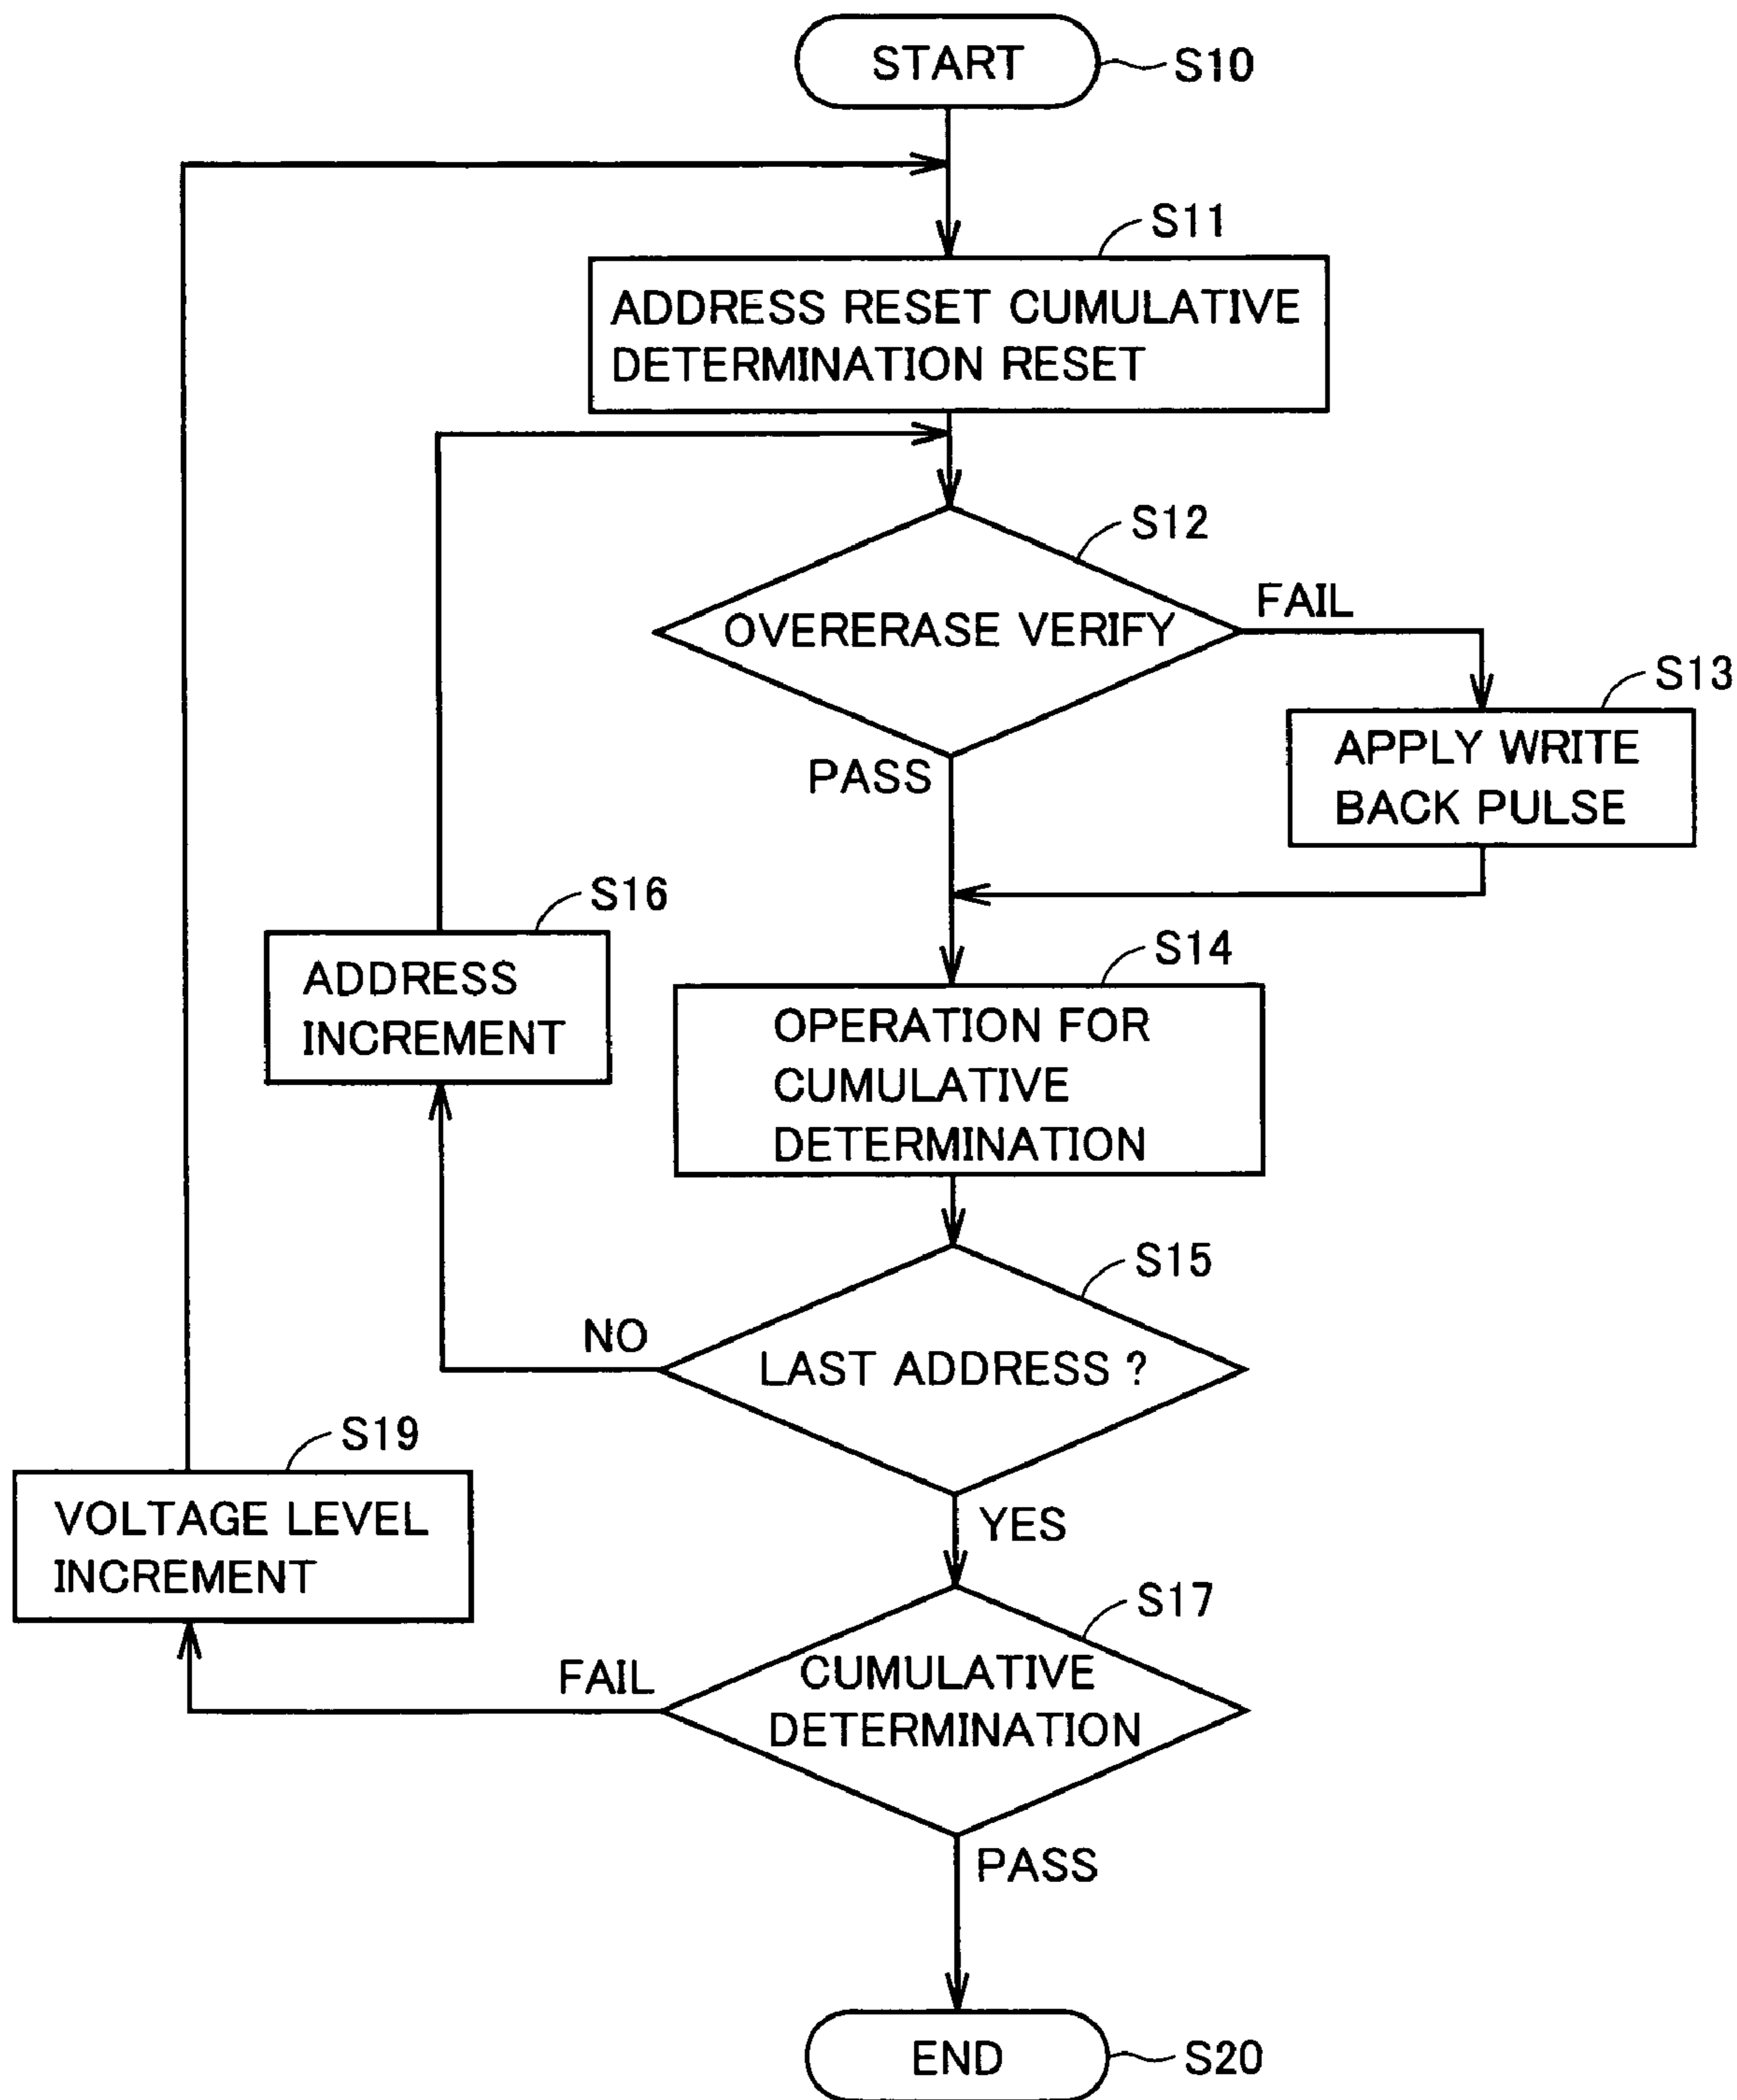 START
S10
S11
ADDRESS RESET CUMULATIVE
DETERMINATION RESET
S12
OVERERASE VERIFY
FAIL
S13
APPLY WRITE
BACK PULSE
PASS
S16
ADDRESS
INCREMENT
S14
OPERATION FOR
CUMULATIVE
DETERMINATION
S15
LAST ADDRESS ?
NO
YES
S19
VOLTAGE LEVEL
INCREMENT
S17
CUMULATIVE
DETERMINATION
FAIL
PASS
END
S20